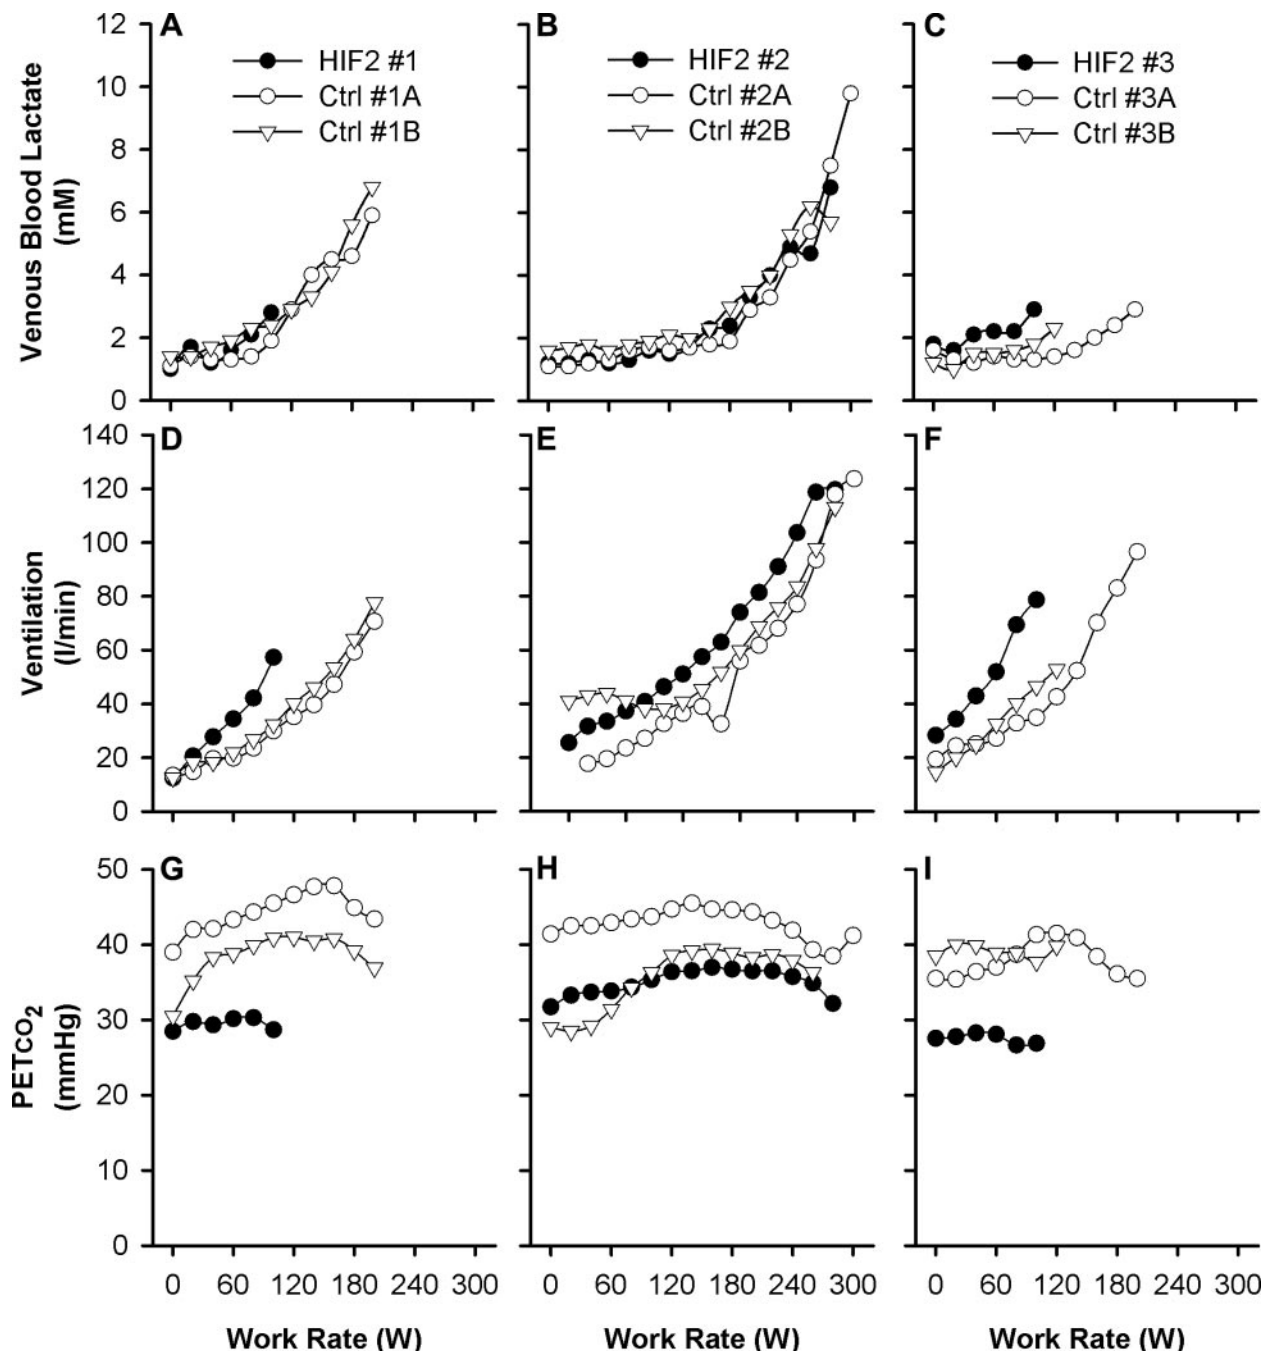 A
B
C
HIF2 #1
Ctrl #1A
Ctrl #1B
HIF2 #2
Ctrl #2A
Ctrl #2B
HIF2 #3
Ctrl #3A
Ctrl #3B
Venous Blood Lactate
(mM)
12
10
8
6
4
2
0
D
E
F
Ventilation
(l/min)
140
120
100
80
60
40
20
0
G
H
I
PETCO2
(mmHg)
50
40
30
20
10
0
0 60 120 180 240 300
0 60 120 180 240 300
0 60 120 180 240 300
Work Rate (W)
Work Rate (W)
Work Rate (W)